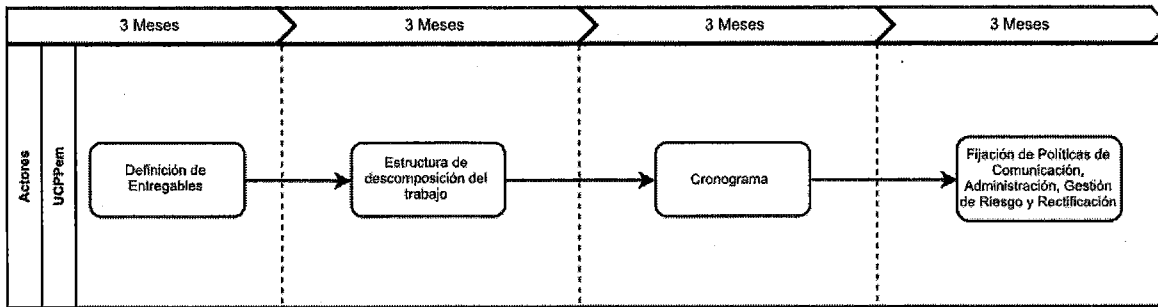 3 Meses
3 Meses
3 Meses
3 Meses
Actores
UCPPem
Definición de
Entregables
Estructura de
descomposición del
trabajo
Cronograma
Fijación de Políticas de
Comunicación,
Administración, Gestión
de Riesgo y Rectificación